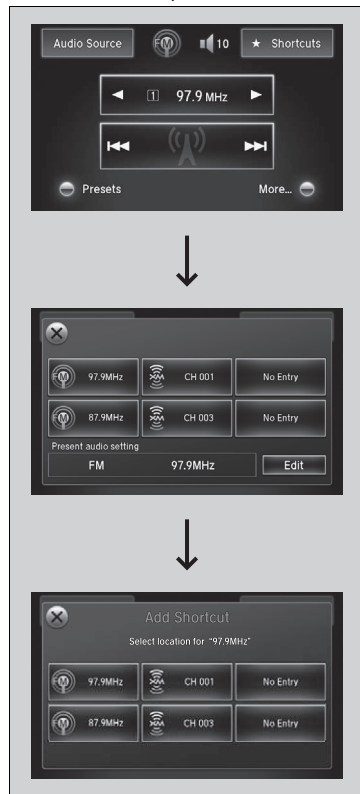 Audio Source FM 10 ★ Shortcuts
1 97.9 MHz
Presets More...
FM 97.9MHz XM CH 001 No Entry
FM 87.9MHz XM CH 003 No Entry
Present audio setting
FM 97.9MHz Edit
Add Shortcut
Select location for "97.9MHz"
FM 97.9MHz XM CH 001 No Entry
FM 87.9MHz XM CH 003 No Entry